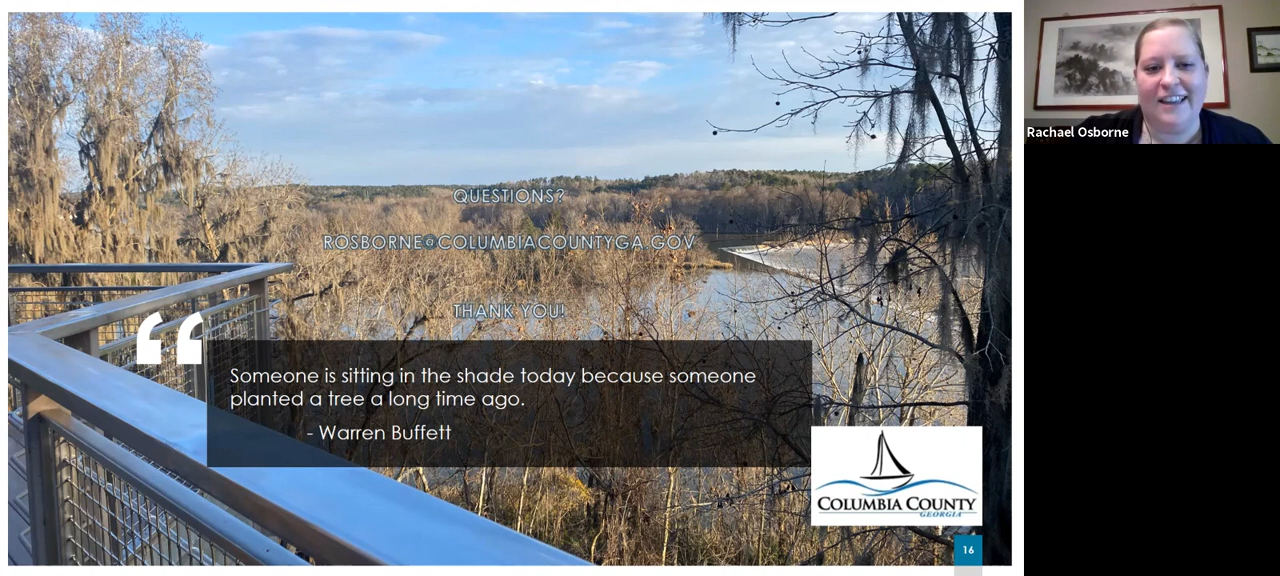 QUESTIONS?
ROSBORNE@COLUMBIACOUNTYGA.GOV
THANK YOU!
“
Someone is sitting in the shade today because someone
planted a tree a long time ago.
- Warren Buffett
COLUMBIA COUNTY
GEORGIA
16
Rachael Osborne